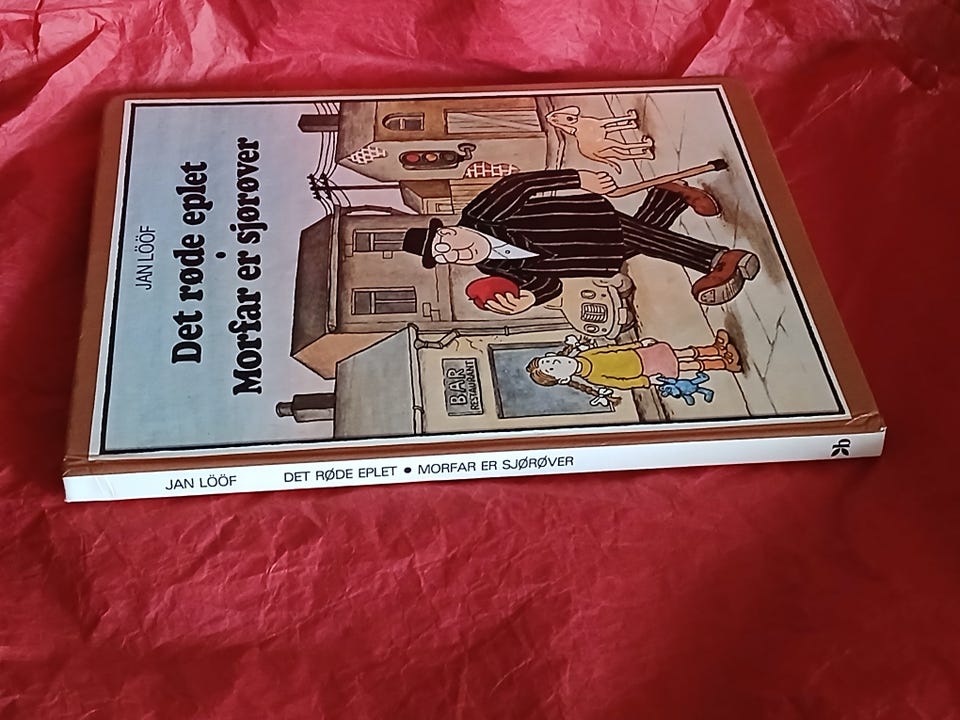 JAN LÖÖF
Det røde eplet
•
Morfar er sjørøver
BAR
RESTAURANT
JAN LÖÖF DET RØDE EPLET • MORFAR ER SJØRØVER b